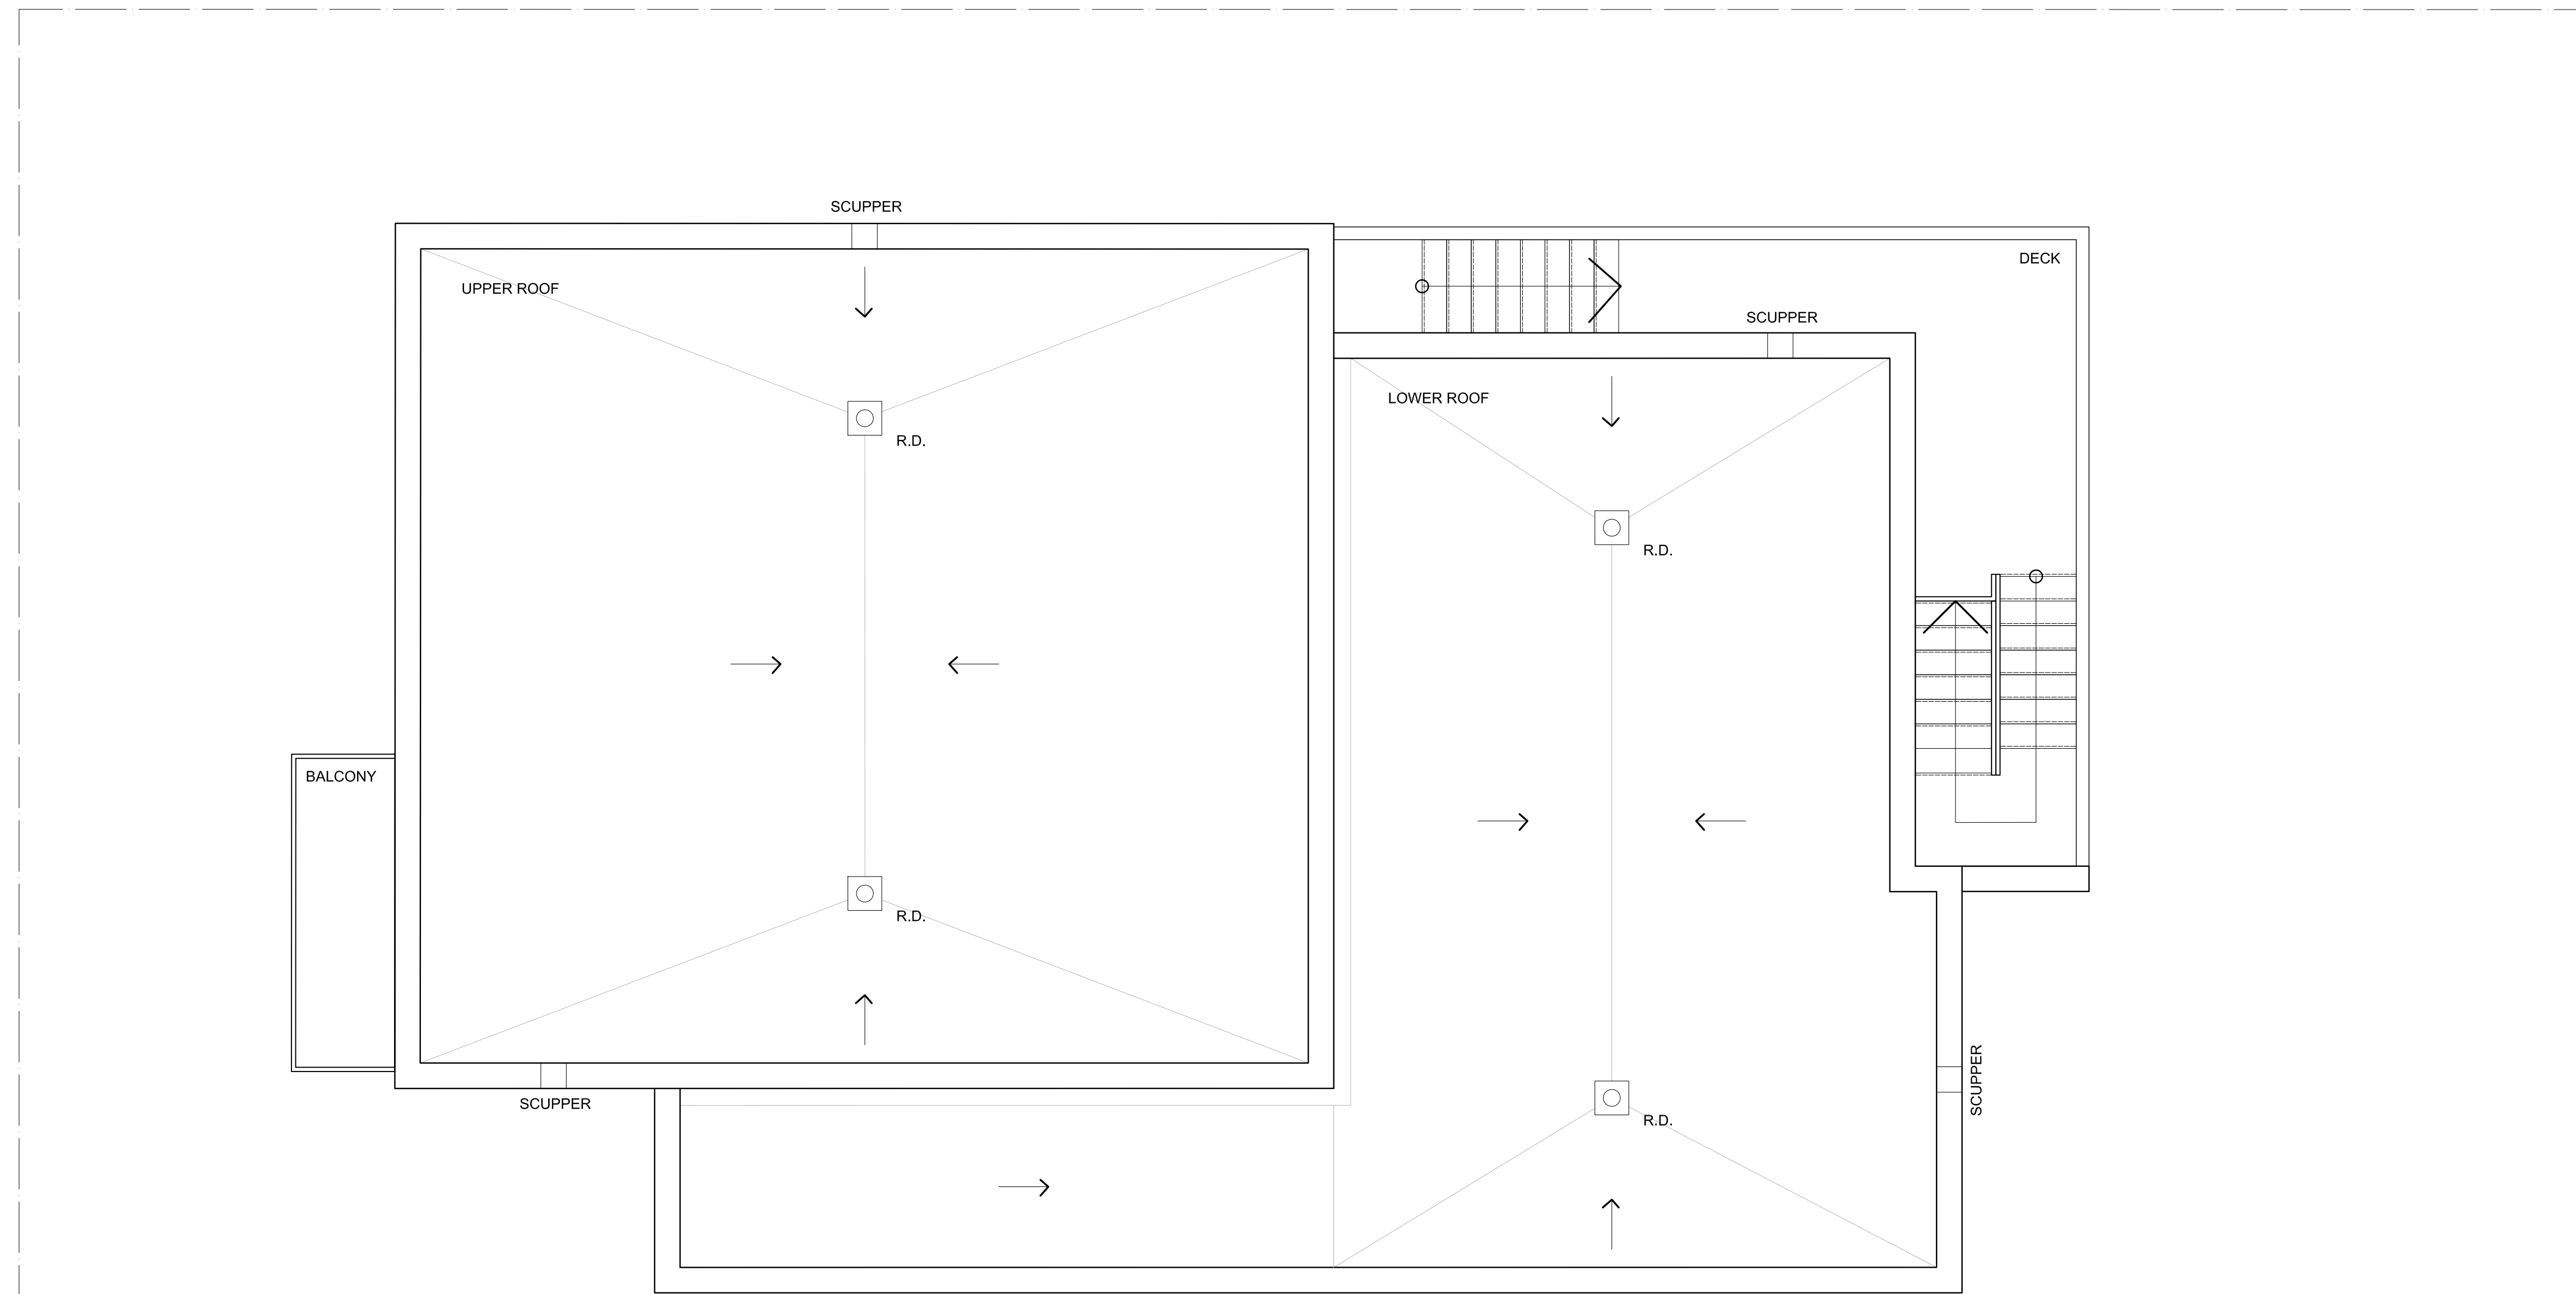 SCUPPER
DECK
UPPER ROOF
SCUPPER
LOWER ROOF
R.D.
R.D.
BALCONY
R.D.
SCUPPER
SCUPPER
R.D.